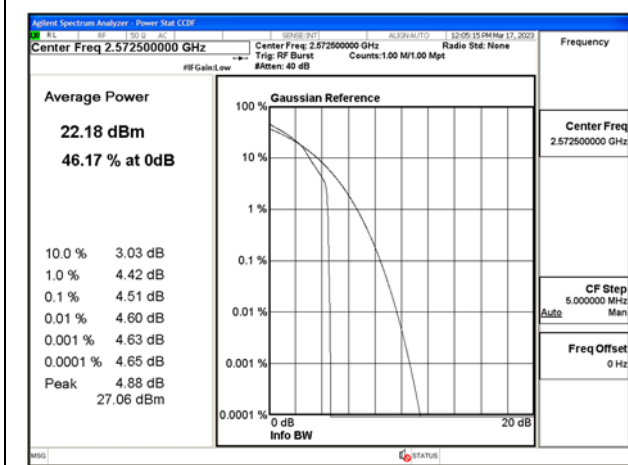 Agilent Spectrum Analyzer - Power Stat CCDF
RL RF 50 Ω AC SENSE:INT ALIGN AUTO 12:05:15 PM Mar 17, 2023
Center Freq 2.572500000 GHz
Center Freq: 2.572500000 GHz Radio Std: None
Trig: RF Burst Counts:1.00 M/1.00 Mpt
#IFGain:Low #Atten: 40 dB
Frequency
Average Power
22.18 dBm
46.17 % at 0dB
10.0 % 3.03 dB
1.0 % 4.42 dB
0.1 % 4.51 dB
0.01 % 4.60 dB
0.001 % 4.63 dB
0.0001 % 4.65 dB
Peak 4.88 dB
27.06 dBm
Gaussian Reference
100 %
10 %
1 %
0.1 %
0.01 %
0.001 %
0.0001 %
0 dB 20 dB
Info BW
Center Freq
2.572500000 GHz
CF Step
5.000000 MHz
Auto Man
Freq Offset
0 Hz
MSG STATUS